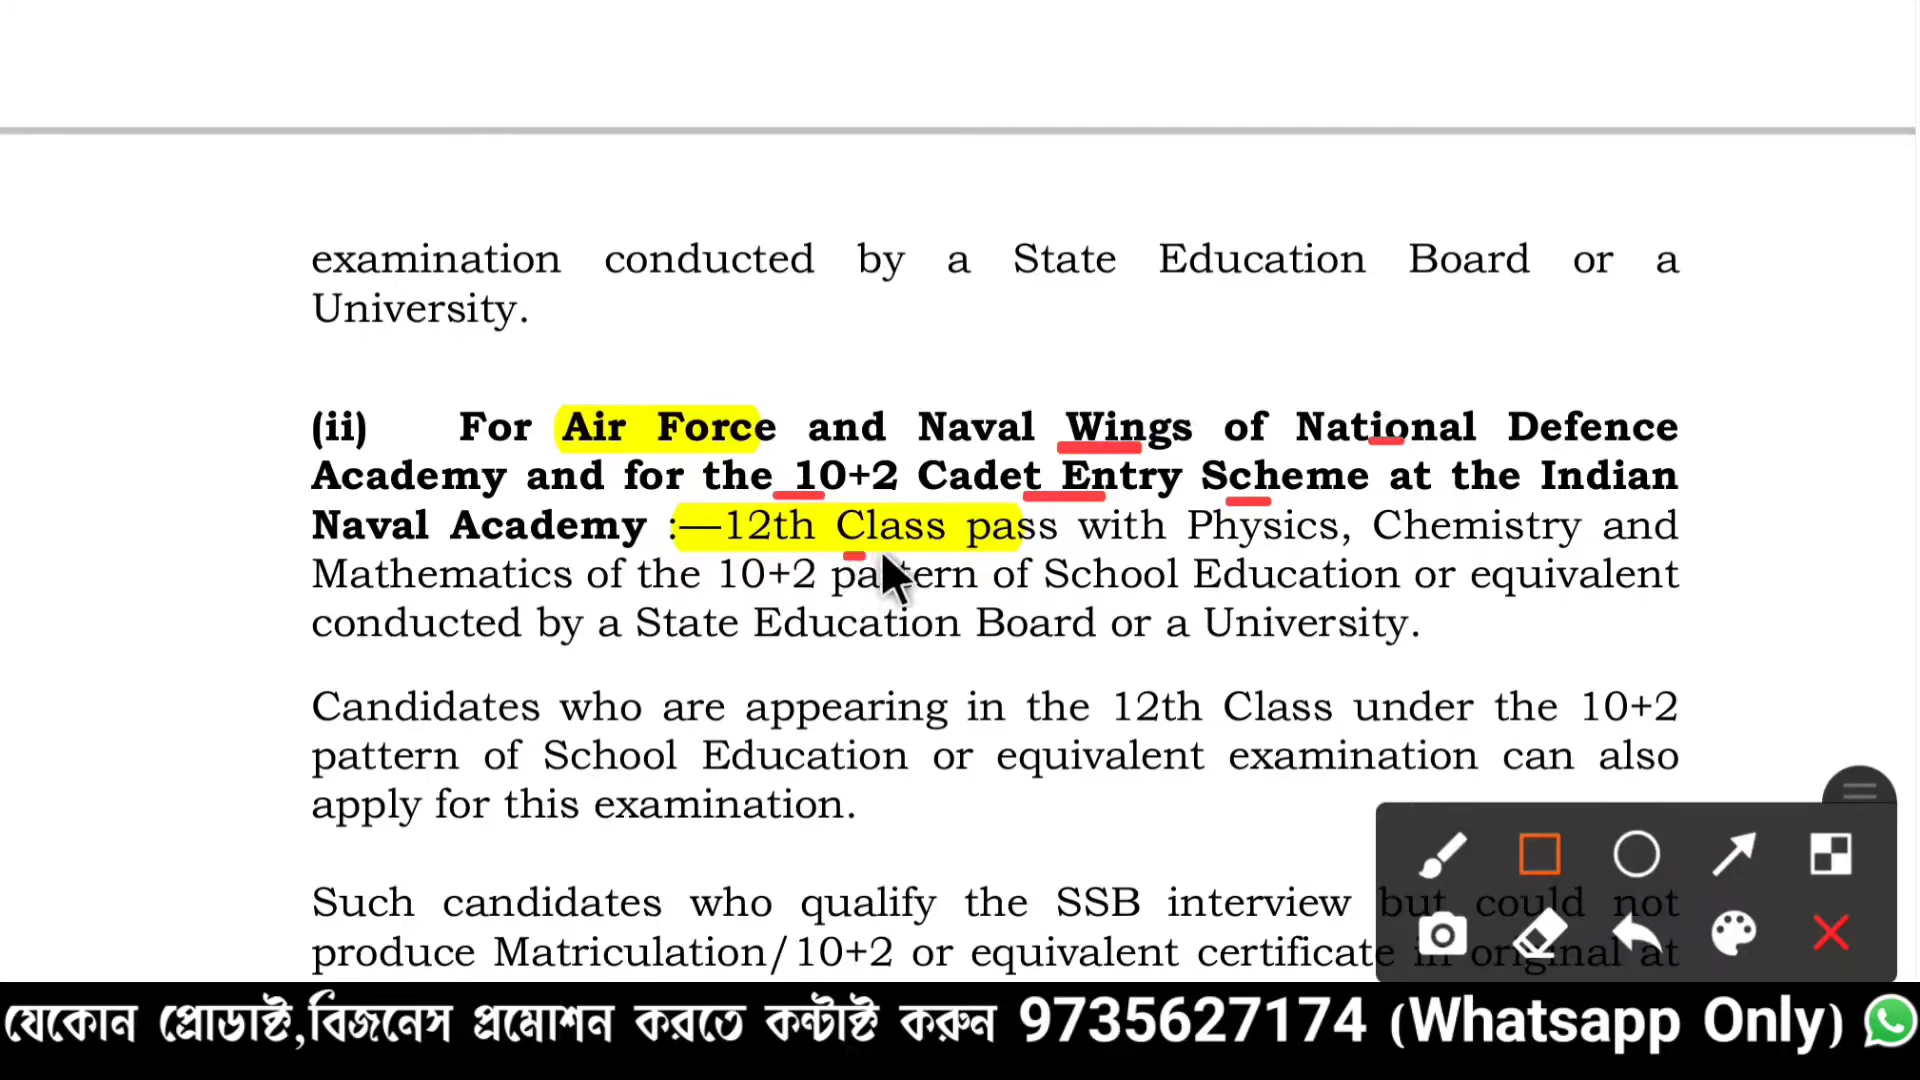 examination conducted by a State Education Board or a
University.
(ii) For Air Force and Naval Wings of National Defence
Academy and for the 10+2 Cadet Entry Scheme at the Indian
Naval Academy :—12th Class pass with Physics, Chemistry and
Mathematics of the 10+2 pattern of School Education or equivalent
conducted by a State Education Board or a University.
Candidates who are appearing in the 12th Class under the 10+2
pattern of School Education or equivalent examination can also
apply for this examination.
Such candidates who qualify the SSB interview but could not
produce Matriculation/10+2 or equivalent certificate in original at
যেকোন প্রোডাক্ট,বিজনেস প্রমোশন করতে কন্টাক্ট করুন 9735627174 (Whatsapp Only)